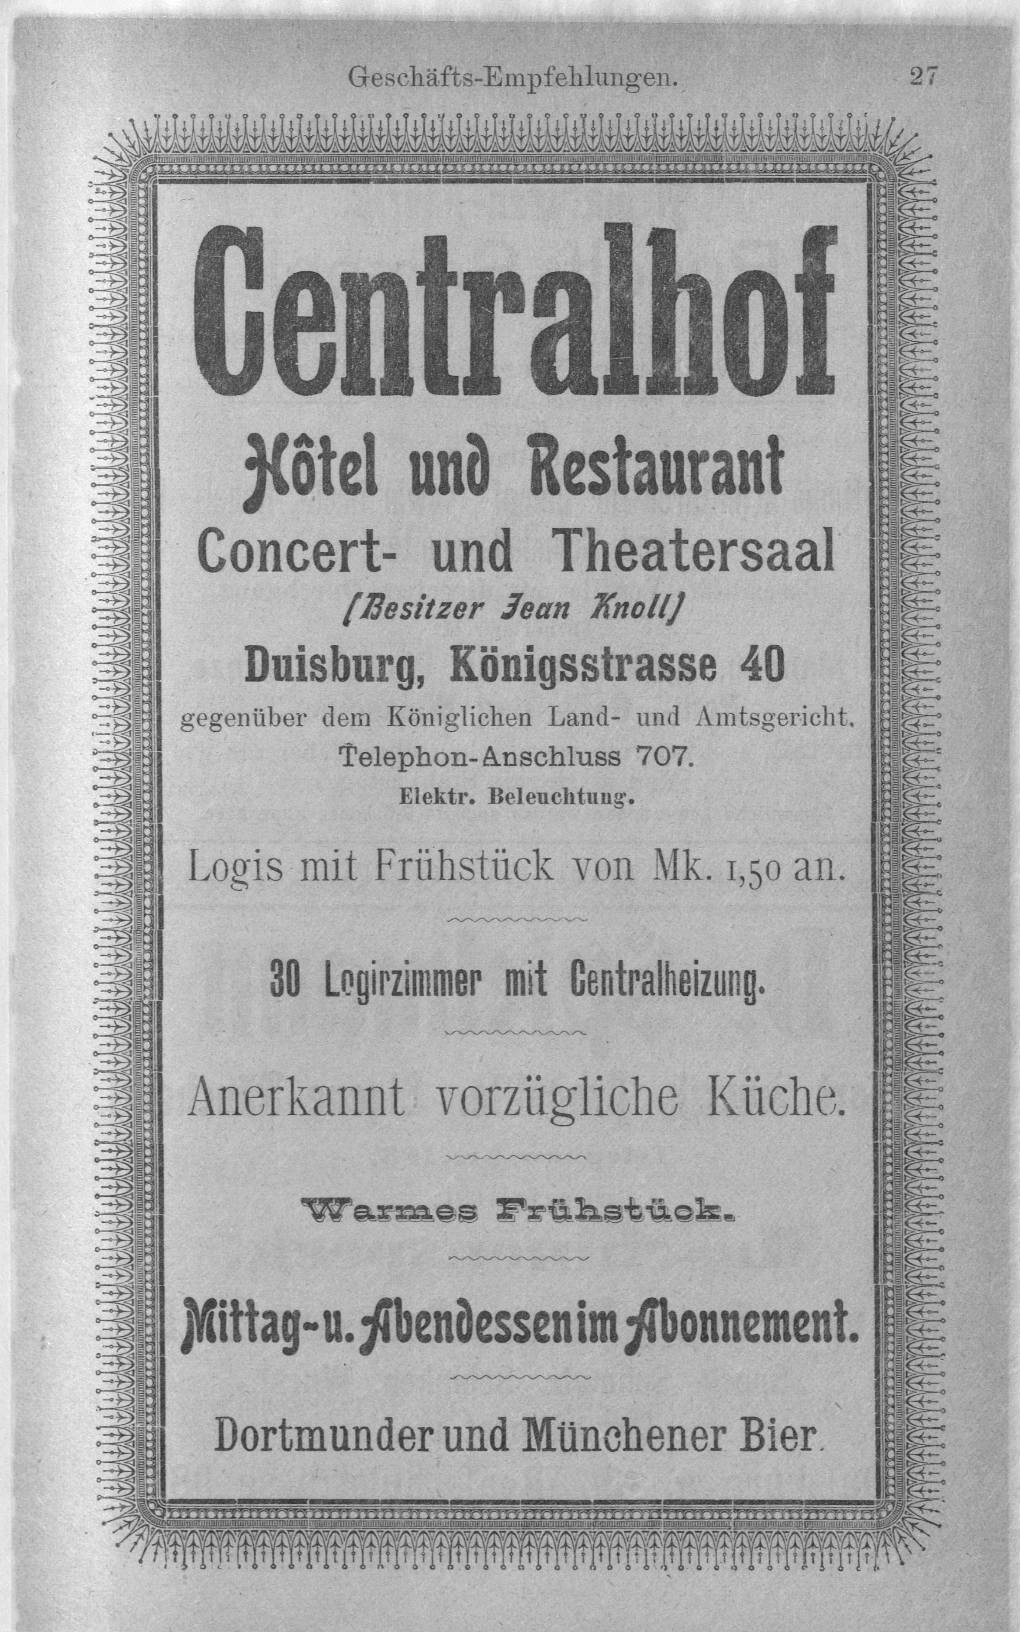 Geschäfts-Empfehlungen. 27
Centralhof
Hôtel und Restaurant
Concert- und Theatersaal
(Besitzer Jean Knoll)
Duisburg, Königsstrasse 40
gegenüber dem Königlichen Land- und Amtsgericht.
Telephon-Anschluss 707.
Elektr. Beleuchtung.
Logis mit Frühstück von Mk. 1,50 an.
30 Logirzimmer mit Centralheizung.
Anerkannt vorzügliche Küche.
Warmes Frühstück.
Mittag-u. Abendessen im Abonnement.
Dortmunder und Münchener Bier.